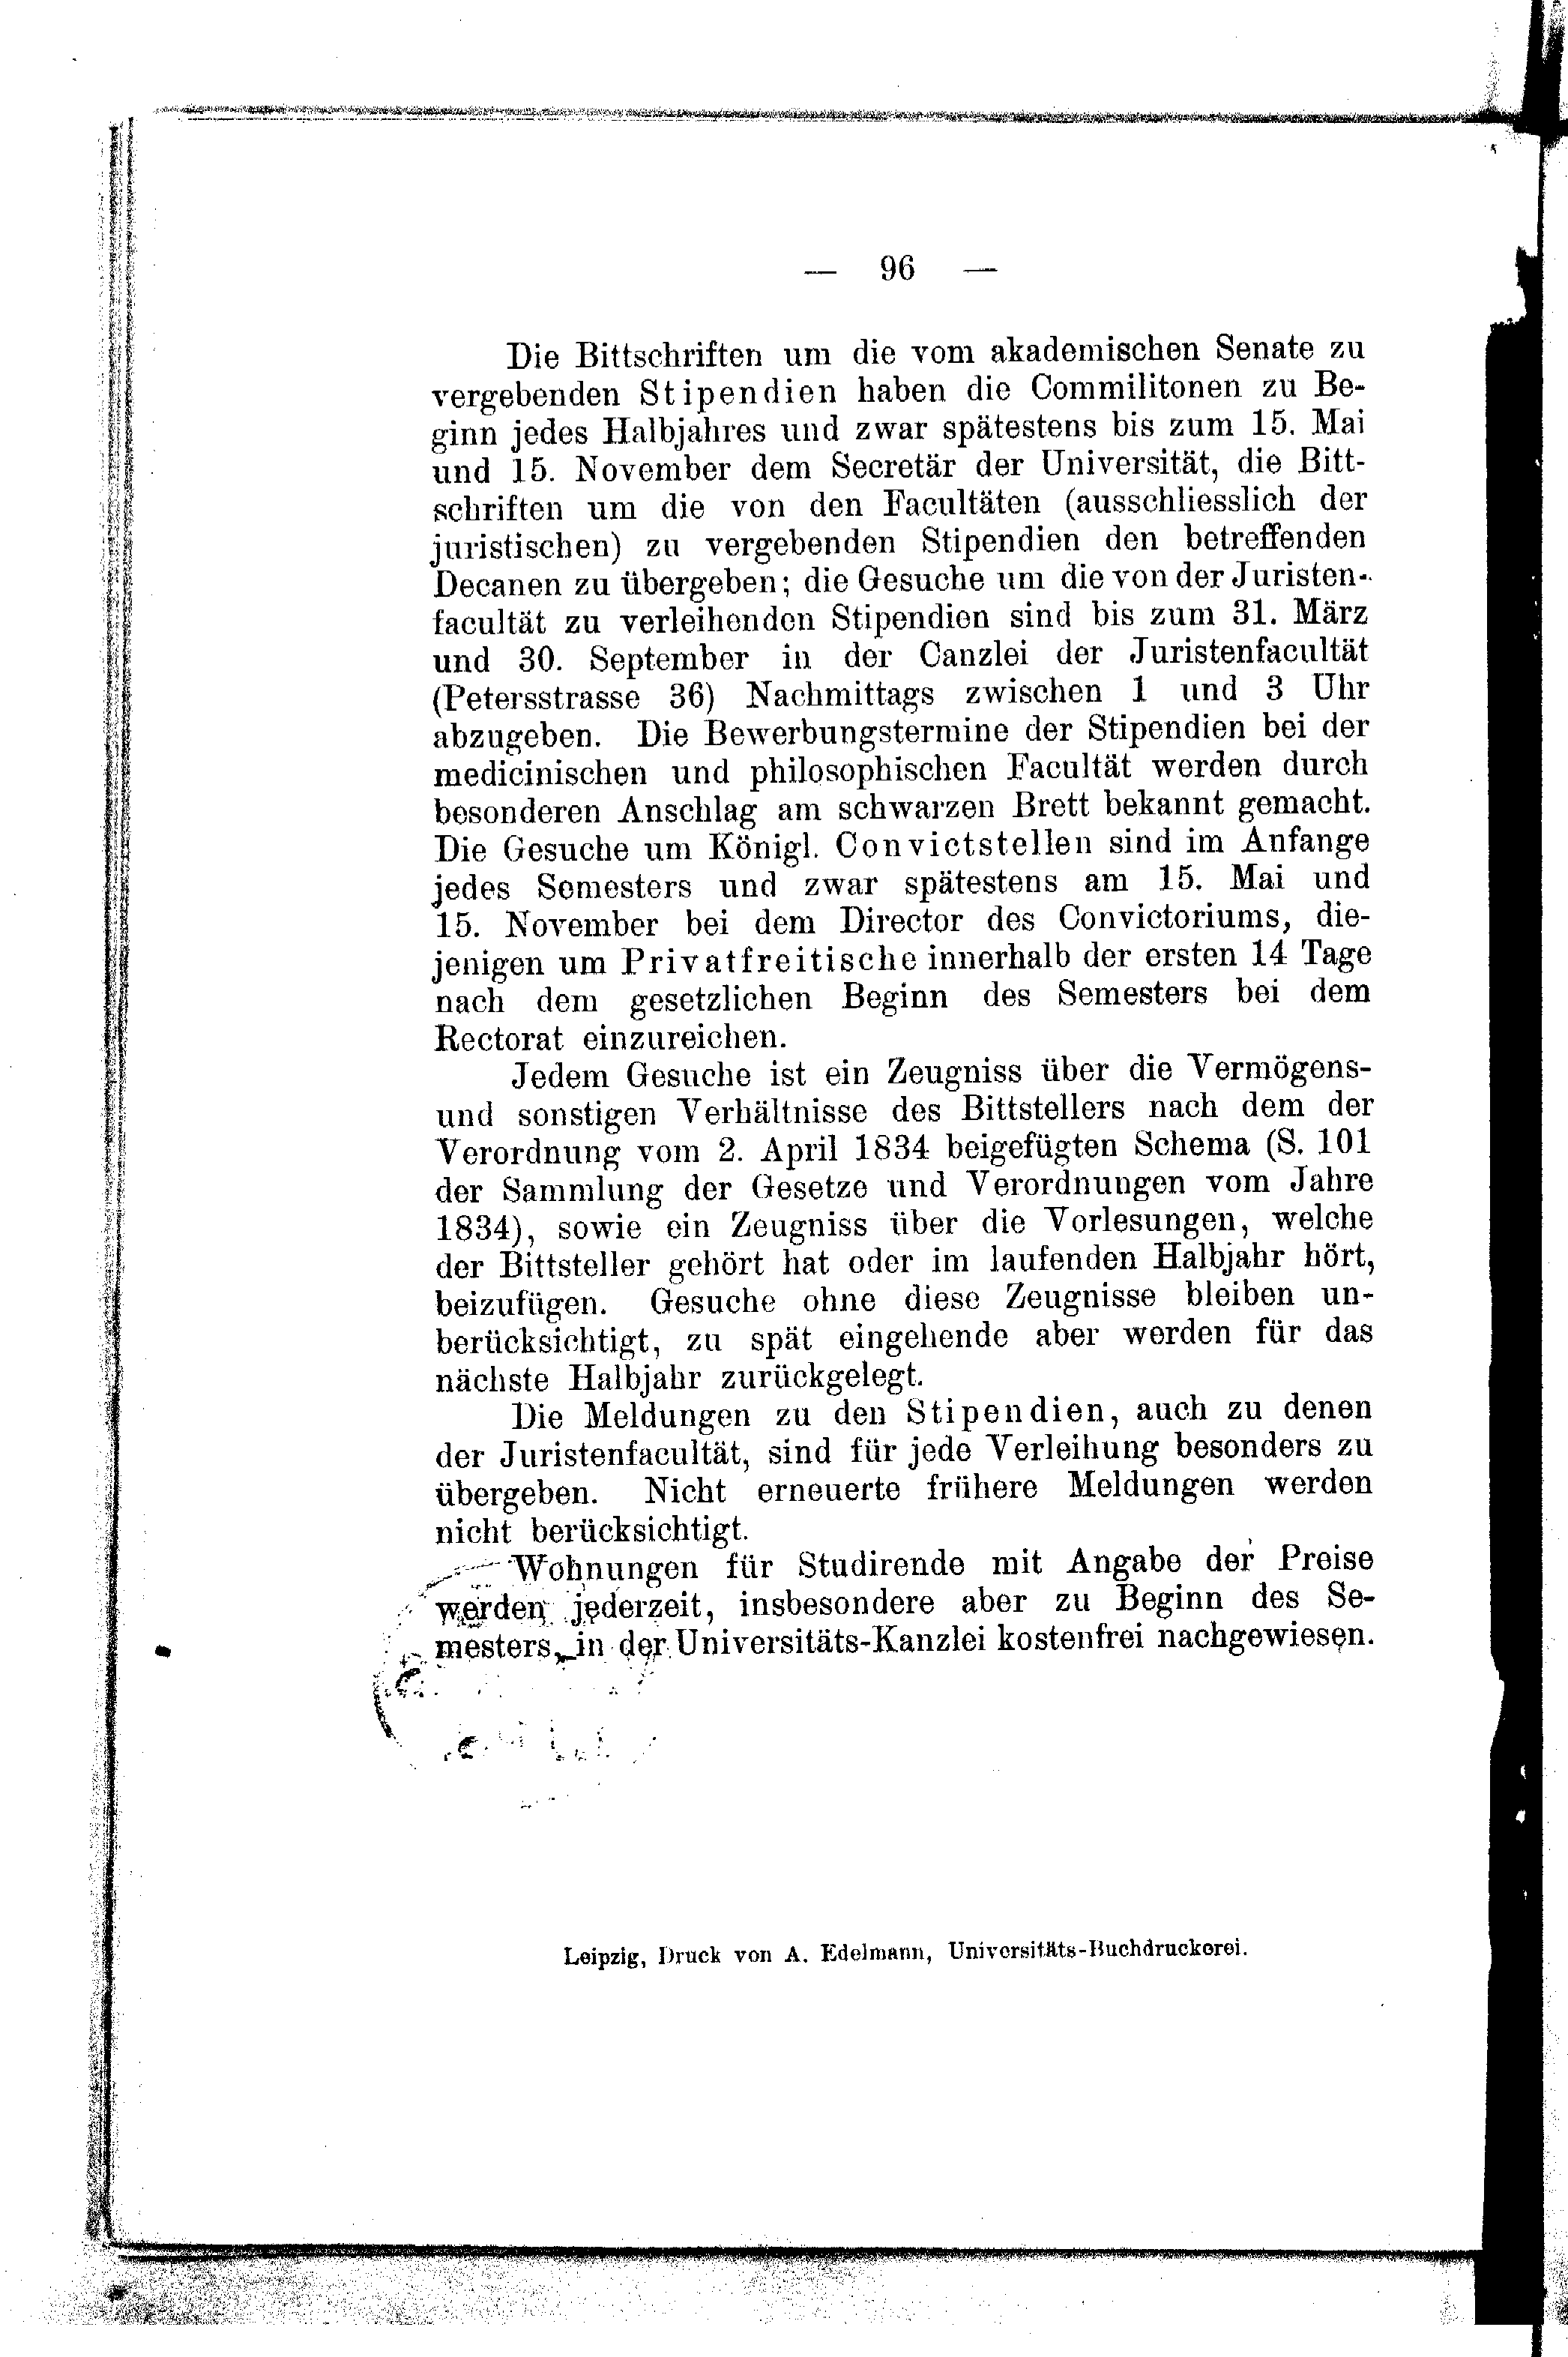 — 96 —
Die Bittschriften um die vom akademischen Senate zu
vergebenden Stipendien haben die Commilitonen zu Be-
ginn jedes Halbjahres und zwar spätestens bis zum 15. Mai
und 15. November dem Secretär der Universität, die Bitt-
schriften um die von den Facultäten (ausschliesslich der
juristischen) zu vergebenden Stipendien den betreffenden
Decanen zu übergeben; die Gesuche um die von der Juristen-
facultät zu verleihenden Stipendien sind bis zum 31. März
und 30. September in der Canzlei der Juristenfacultät
(Petersstrasse 36) Nachmittags zwischen 1 und 3 Uhr
abzugeben. Die Bewerbungstermine der Stipendien bei der
medicinischen und philosophischen Facultät werden durch
besonderen Anschlag am schwarzen Brett bekannt gemacht.
Die Gesuche um Königl. Convictstellen sind im Anfange
jedes Semesters und zwar spätestens am 15. Mai und
15. November bei dem Director des Convictoriums, die-
jenigen um Privatfreitische innerhalb der ersten 14 Tage
nach dem gesetzlichen Beginn des Semesters bei dem
Rectorat einzureichen.
Jedem Gesuche ist ein Zeugniss über die Vermögens-
und sonstigen Verhältnisse des Bittstellers nach dem der
Verordnung vom 2. April 1834 beigefügten Schema (S. 101
der Sammlung der Gesetze und Verordnungen vom Jahre
1834), sowie ein Zeugniss über die Vorlesungen, welche
der Bittsteller gehört hat oder im laufenden Halbjahr hört,
beizufügen. Gesuche ohne diese Zeugnisse bleiben un-
berücksichtigt, zu spät eingehende aber werden für das
nächste Halbjahr zurückgelegt.
Die Meldungen zu den Stipendien, auch zu denen
der Juristenfacultät, sind für jede Verleihung besonders zu
übergeben. Nicht erneuerte frühere Meldungen werden
nicht berücksichtigt.
Wohnungen für Studirende mit Angabe der Preise
werden jederzeit, insbesondere aber zu Beginn des Se-
mesters, in der Universitäts-Kanzlei kostenfrei nachgewiesen.
Leipzig, Druck von A. Edelmann, Universitäts-Buchdruckerei.